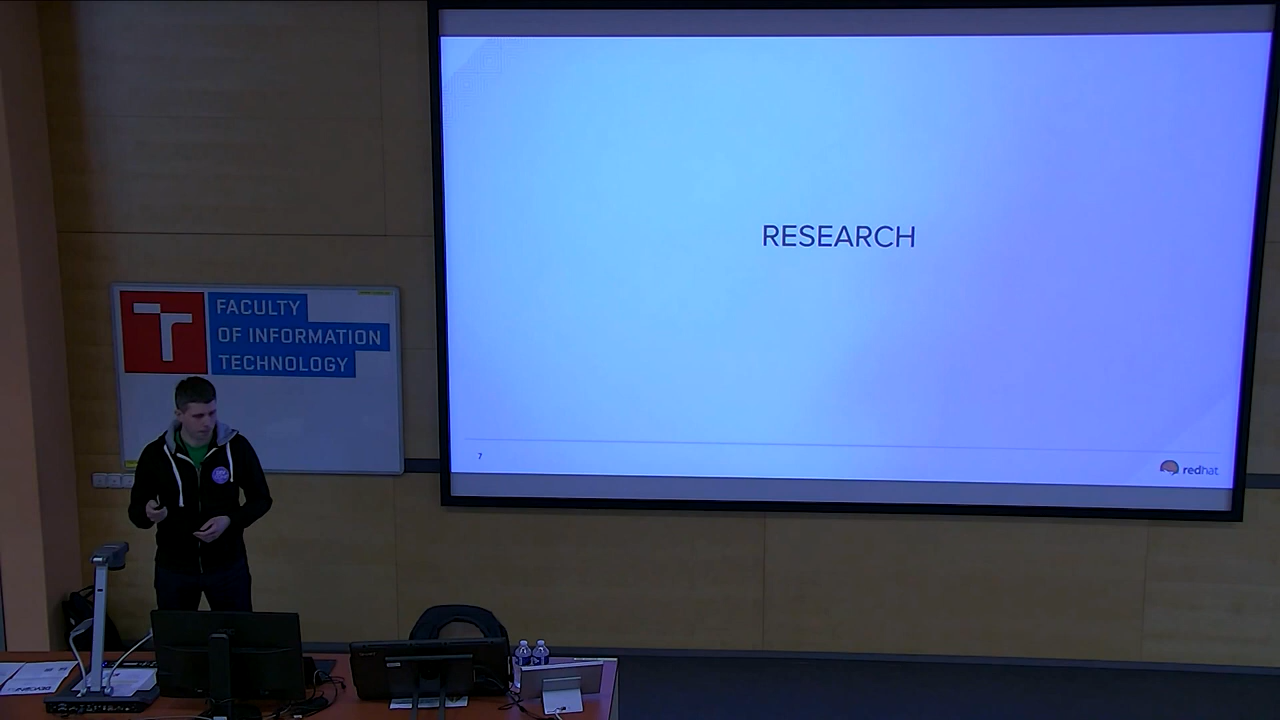 RESEARCH
7
redhat
FACULTY
OF INFORMATION
TECHNOLOGY